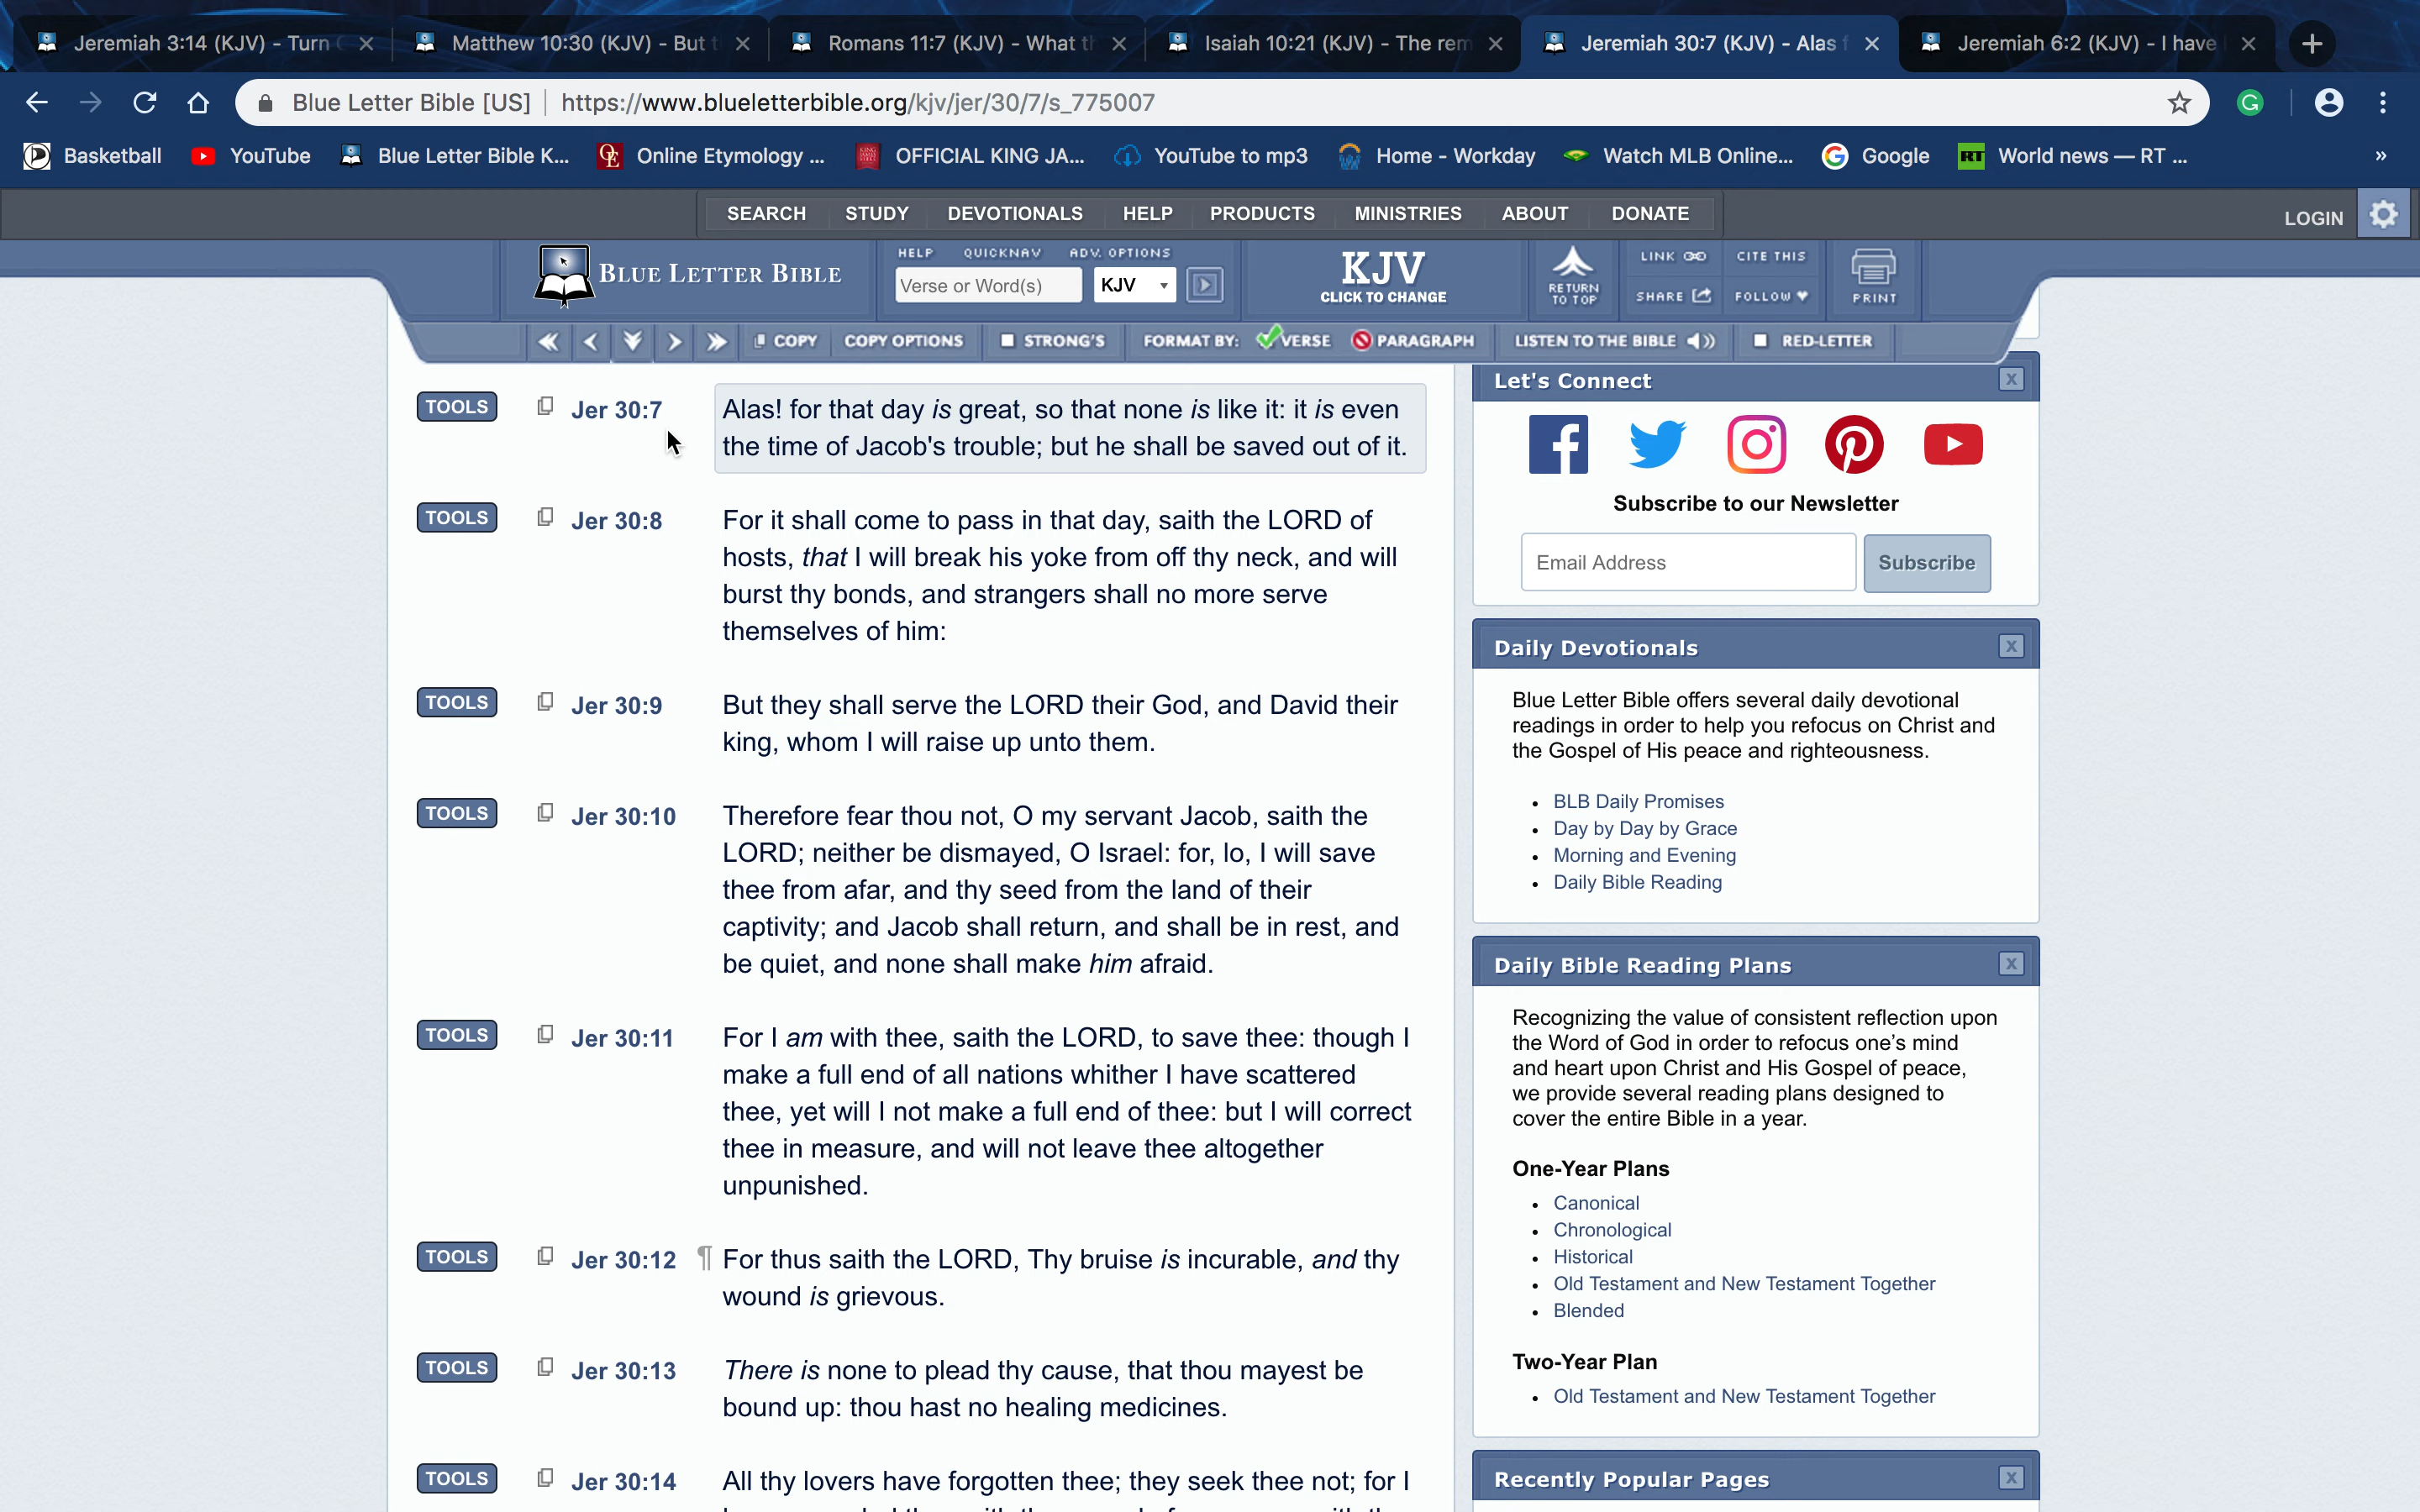 Jeremiah 3:14 (KJV) - Turn
Matthew 10:30 (KJV) - But t
Romans 11:7 (KJV) - What th
Isaiah 10:21 (KJV) - The rem
Jeremiah 30:7 (KJV) - Alas f
Jeremiah 6:2 (KJV) - I have
Blue Letter Bible [US] https://www.blueletterbible.org/kjv/jer/30/7/s_775007
Basketball YouTube Blue Letter Bible K... Online Etymology ... OFFICIAL KING JA... YouTube to mp3 Home - Workday Watch MLB Online... Google World news — RT ... »
SEARCH STUDY DEVOTIONALS HELP PRODUCTS MINISTRIES ABOUT DONATE LOGIN
BLUE LETTER BIBLE
HELP QUICKNAV ADV. OPTIONS
Verse or Word(s) KJV
KJV
CLICK TO CHANGE
RETURN
TO TOP
LINK CITE THIS
SHARE FOLLOW
PRINT
COPY COPY OPTIONS STRONG'S FORMAT BY: VERSE PARAGRAPH LISTEN TO THE BIBLE RED-LETTER
TOOLS Jer 30:7 Alas! for that day is great, so that none is like it: it is even
the time of Jacob's trouble; but he shall be saved out of it.
TOOLS Jer 30:8 For it shall come to pass in that day, saith the LORD of
hosts, that I will break his yoke from off thy neck, and will
burst thy bonds, and strangers shall no more serve
themselves of him:
TOOLS Jer 30:9 But they shall serve the LORD their God, and David their
king, whom I will raise up unto them.
TOOLS Jer 30:10 Therefore fear thou not, O my servant Jacob, saith the
LORD; neither be dismayed, O Israel: for, lo, I will save
thee from afar, and thy seed from the land of their
captivity; and Jacob shall return, and shall be in rest, and
be quiet, and none shall make him afraid.
TOOLS Jer 30:11 For I am with thee, saith the LORD, to save thee: though I
make a full end of all nations whither I have scattered
thee, yet will I not make a full end of thee: but I will correct
thee in measure, and will not leave thee altogether
unpunished.
TOOLS Jer 30:12 ¶ For thus saith the LORD, Thy bruise is incurable, and thy
wound is grievous.
TOOLS Jer 30:13 There is none to plead thy cause, that thou mayest be
bound up: thou hast no healing medicines.
TOOLS Jer 30:14 All thy lovers have forgotten thee; they seek thee not; for I
Let's Connect X
Subscribe to our Newsletter
Email Address Subscribe
Daily Devotionals X
Blue Letter Bible offers several daily devotional
readings in order to help you refocus on Christ and
the Gospel of His peace and righteousness.
• BLB Daily Promises
• Day by Day by Grace
• Morning and Evening
• Daily Bible Reading
Daily Bible Reading Plans X
Recognizing the value of consistent reflection upon
the Word of God in order to refocus one's mind
and heart upon Christ and His Gospel of peace,
we provide several reading plans designed to
cover the entire Bible in a year.
One-Year Plans
• Canonical
• Chronological
• Historical
• Old Testament and New Testament Together
• Blended
Two-Year Plan
• Old Testament and New Testament Together
Recently Popular Pages X